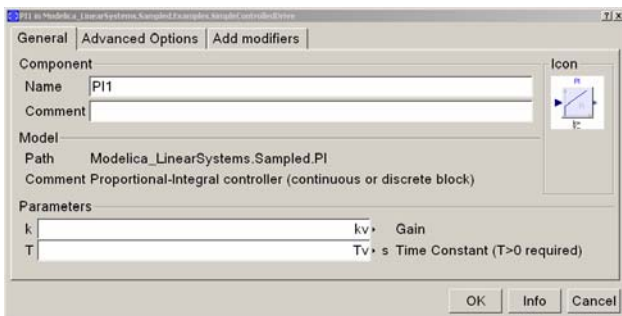 PI1 in Modelica_LinearSystems.Sampled.Examples.SimpleControlledDrive
General Advanced Options Add modifiers
Component
Icon
Name PI1
PI
Comment
Model
Path Modelica_LinearSystems.Sampled.PI
Comment Proportional-Integral controller (continuous or discrete block)
Parameters
k kv Gain
T Tv s Time Constant (T>0 required)
OK Info Cancel